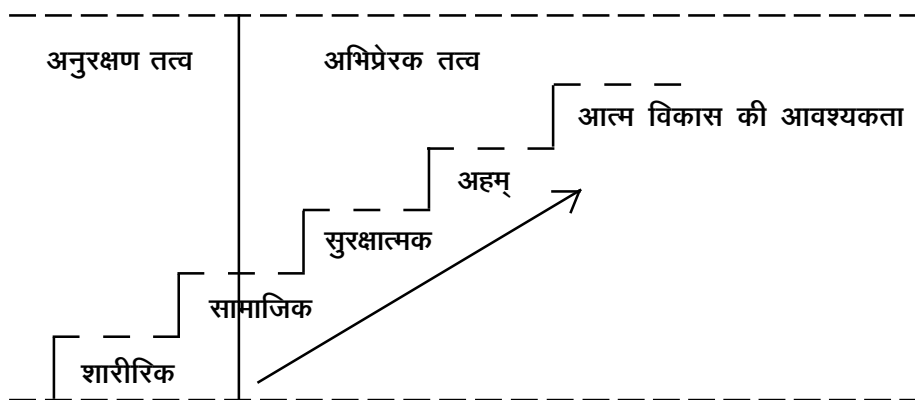 अनुरक्षण तत्व
अभिप्रेरक तत्व
आत्म विकास की आवश्यकता
अहम्
सुरक्षात्मक
सामाजिक
शारीरिक